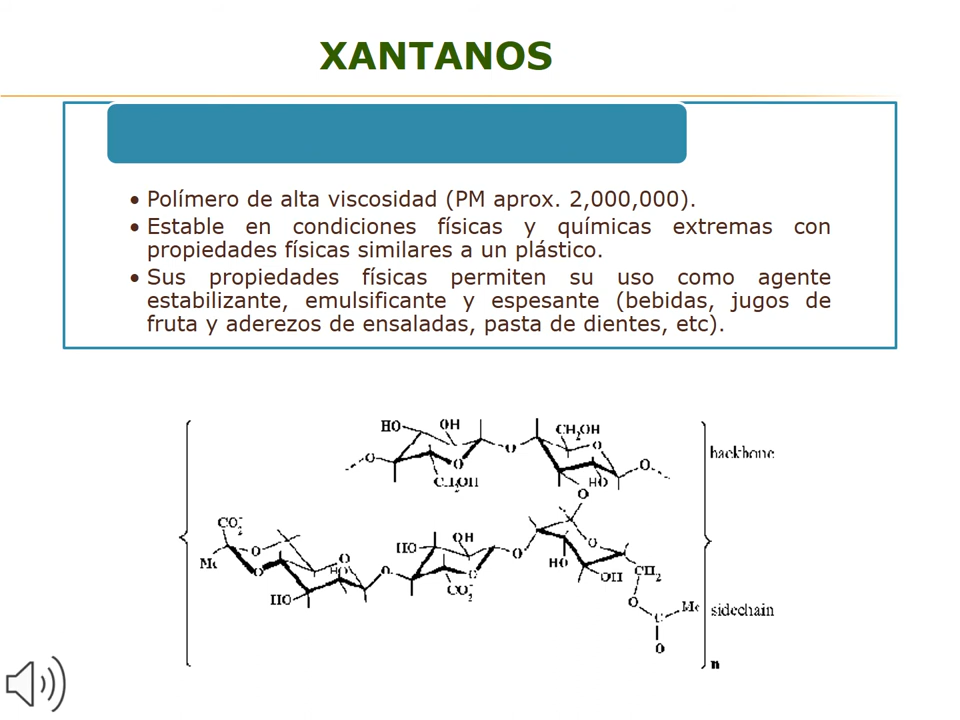 XANTANOS
• Polímero de alta viscosidad (PM aprox. 2,000,000).
• Estable en condiciones físicas y químicas extremas con
propiedades físicas similares a un plástico.
• Sus propiedades físicas permiten su uso como agente
estabilizante, emulsificante y espesante (bebidas, jugos de
fruta y aderezos de ensaladas, pasta de dientes, etc).
HO OH CH₂OH
O O O O O
backbone
CH₂OH HO
O
CO₂⁻ OH
O O HO O O
Me O HO O HO CH₂
HO CO₂⁻ O OH
O Me
sidechain
C
O
n